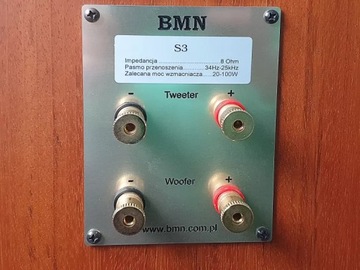 BMN
S3
Impedancja.......................8 Ohm
Pasmo przenoszenia..........34Hz-25kHz
Zalecana moc wzmacniacza.....20-100W
- Tweeter +
- Woofer +
www.bmn.com.pl